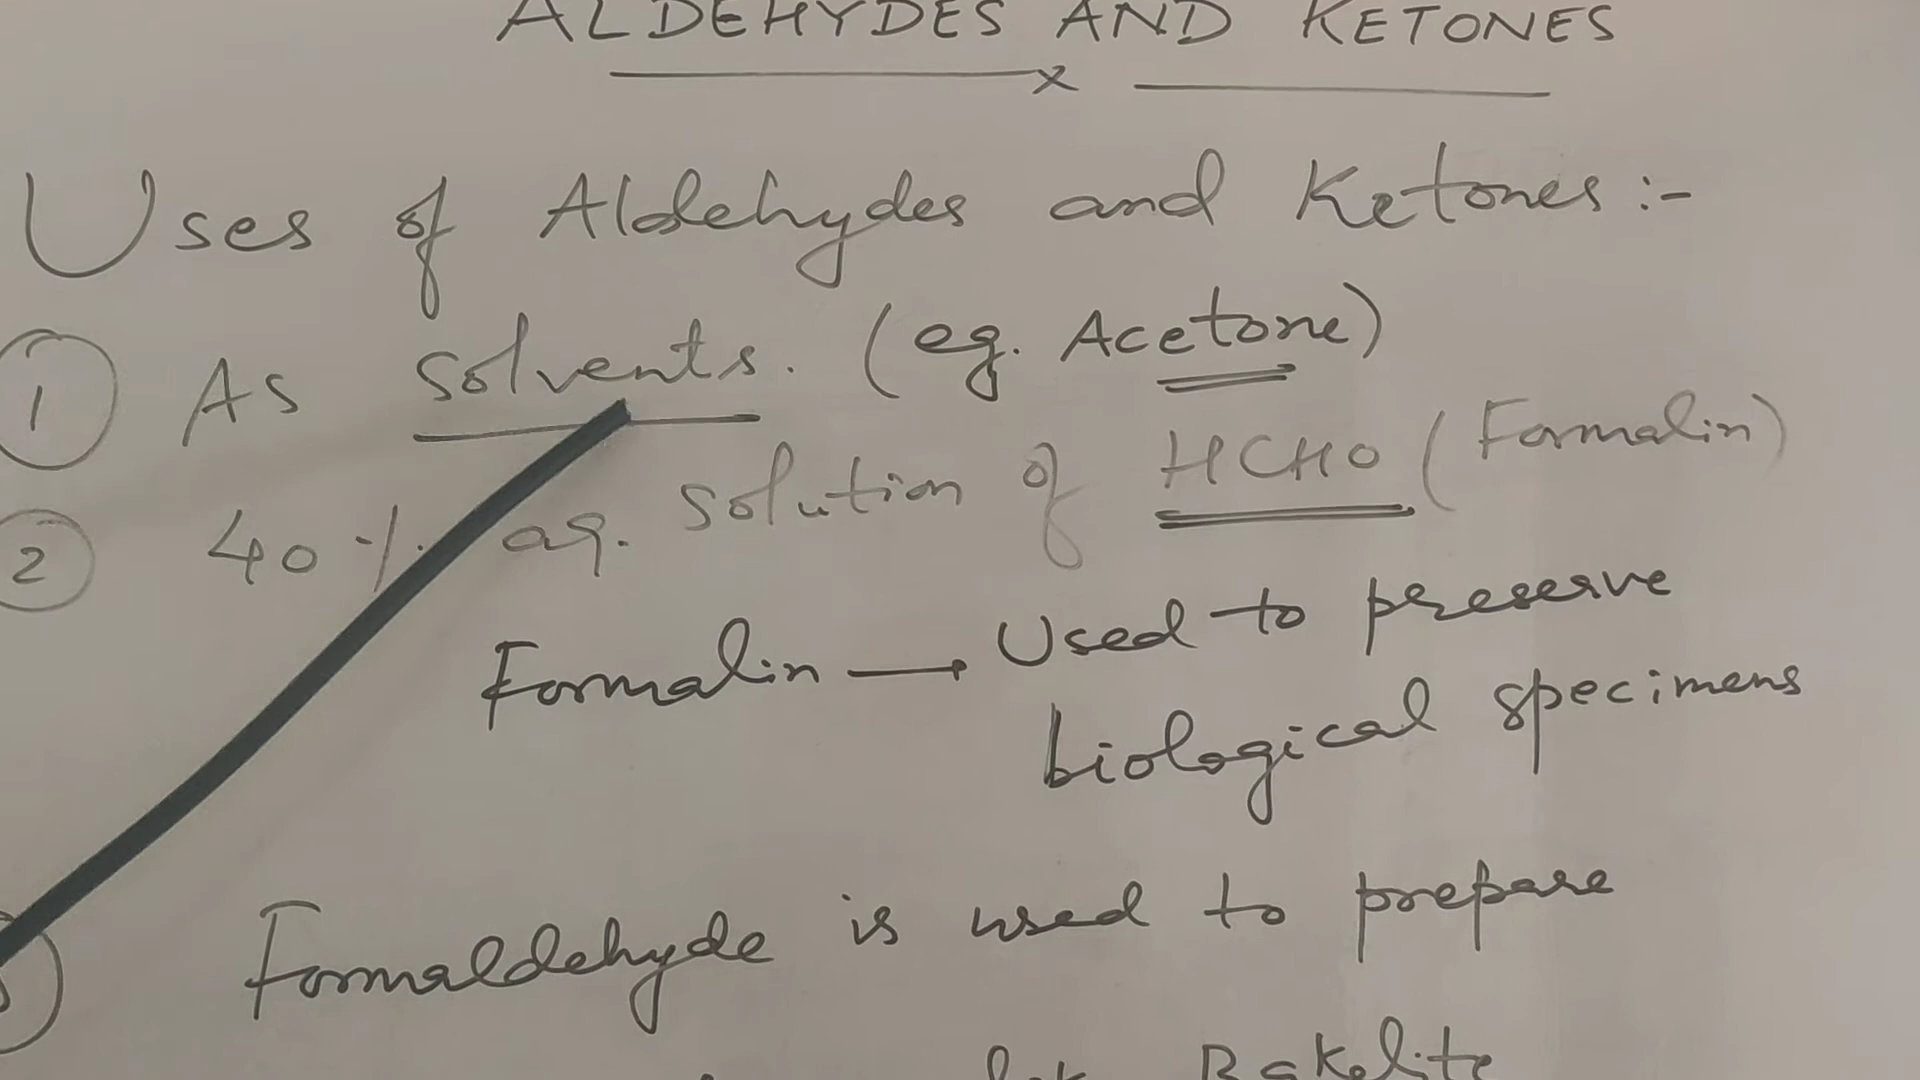 ALDEHYDES AND KETONES
Uses of Aldehydes and Ketones :-
1 As solvents. (eg. Acetone)
2 40% aq. solution of HCHO (Formalin)
Formalin → Used to preserve
biological specimens
Formaldehyde is used to prepare
Bakelite